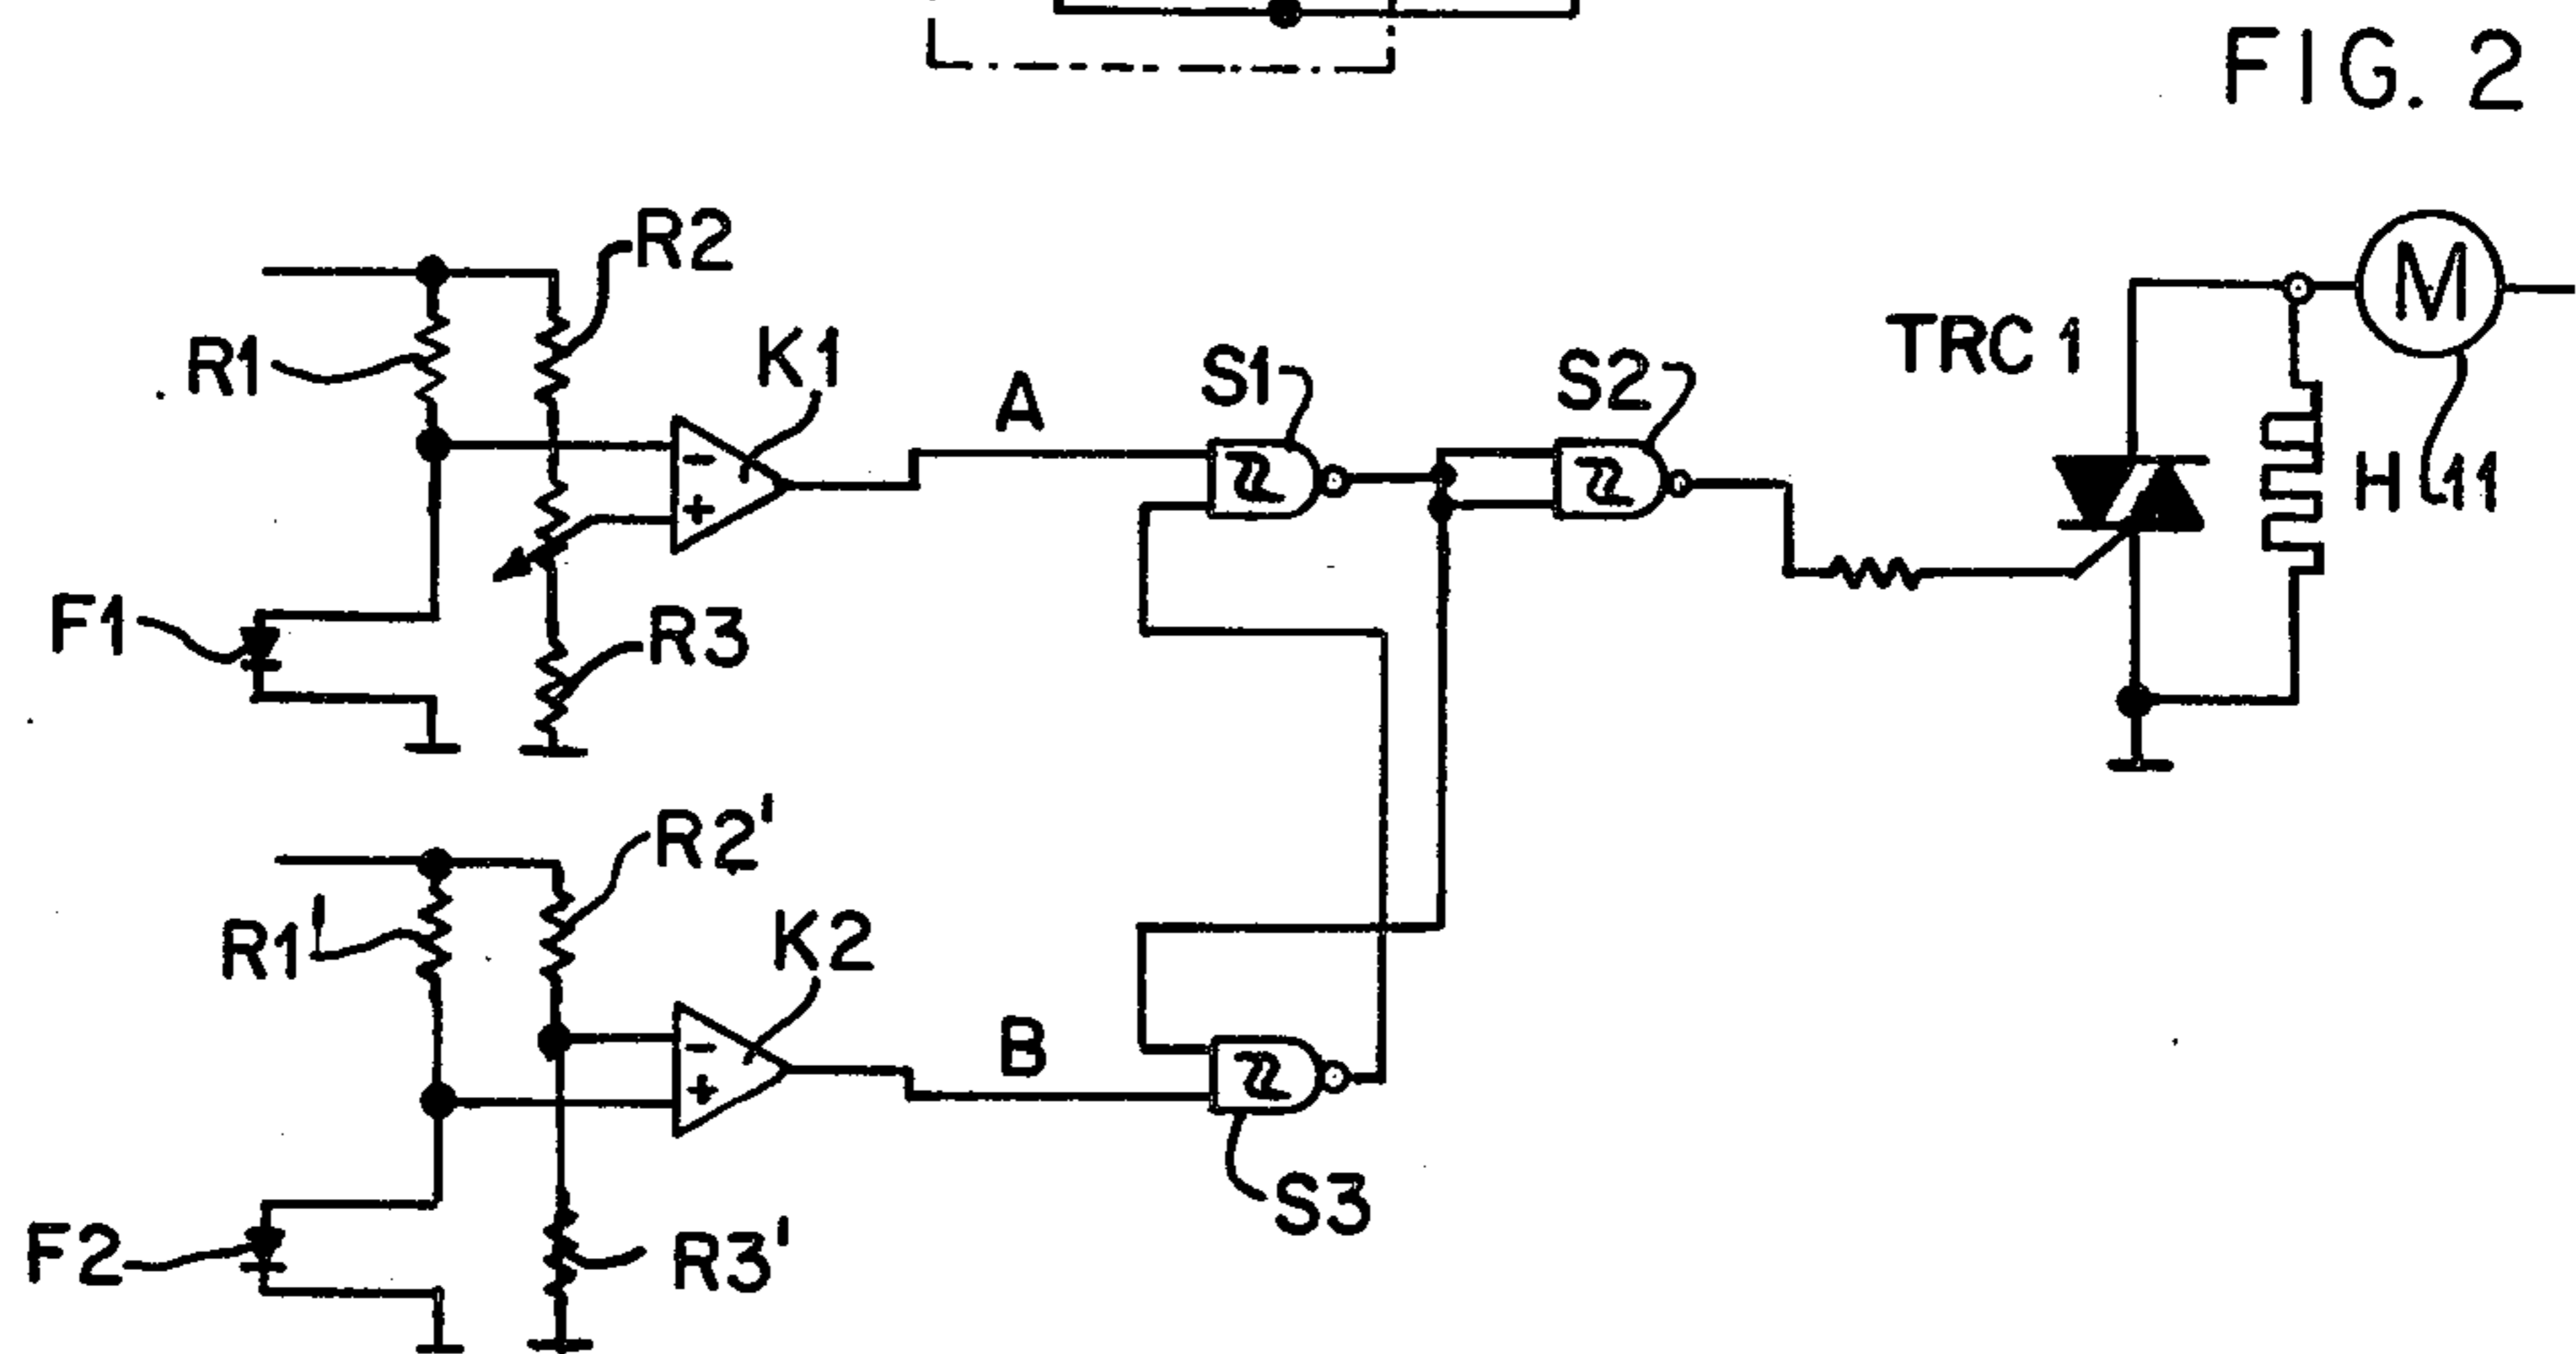 FIG. 2
R2
R1
K1
A
S1
S2
TRC 1
M
H 11
-
+
F1
R3
R2'
R1'
K2
B
-
+
S3
F2
R3'